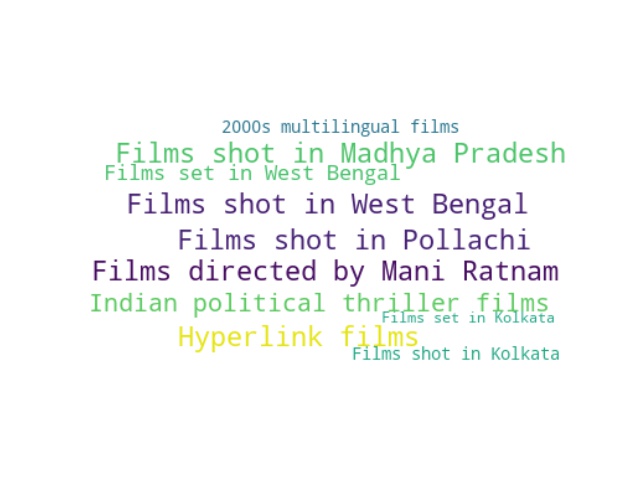 2000s multilingual films
Films shot in Madhya Pradesh
Films set in West Bengal
Films shot in West Bengal
Films shot in Pollachi
Films directed by Mani Ratnam
Indian political thriller films
Films set in Kolkata
Hyperlink films
Films shot in Kolkata